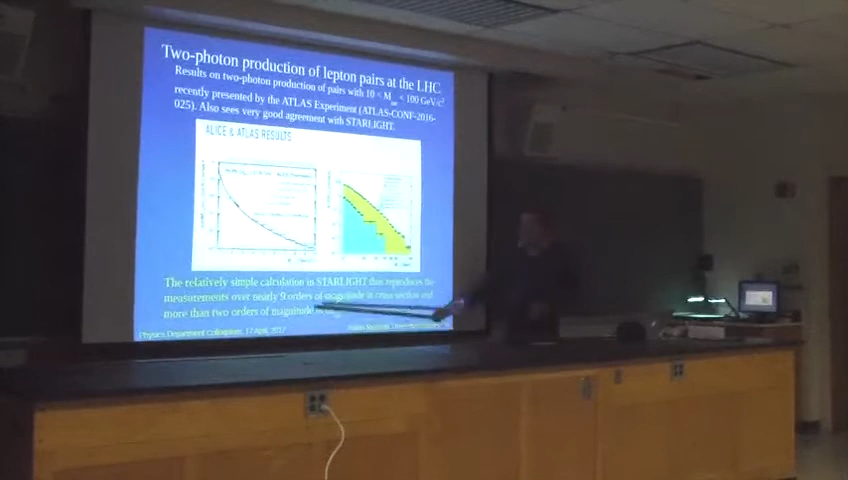 Two-photon production of lepton pairs at the LHC
Results on two-photon production of pairs with 10 < M < 100 GeV/c²
recently presented by the ATLAS Experiment (ATLAS-CONF-2016-
025). Also sees very good agreement with STARLIGHT.
ALICE & ATLAS RESULTS
The relatively simple calculation in STARLIGHT thus reproduces the
measurements over nearly 9 orders of magnitude in cross section and
more than two orders of magnitude in
Physics Department Colloquium, 17 April, 2017